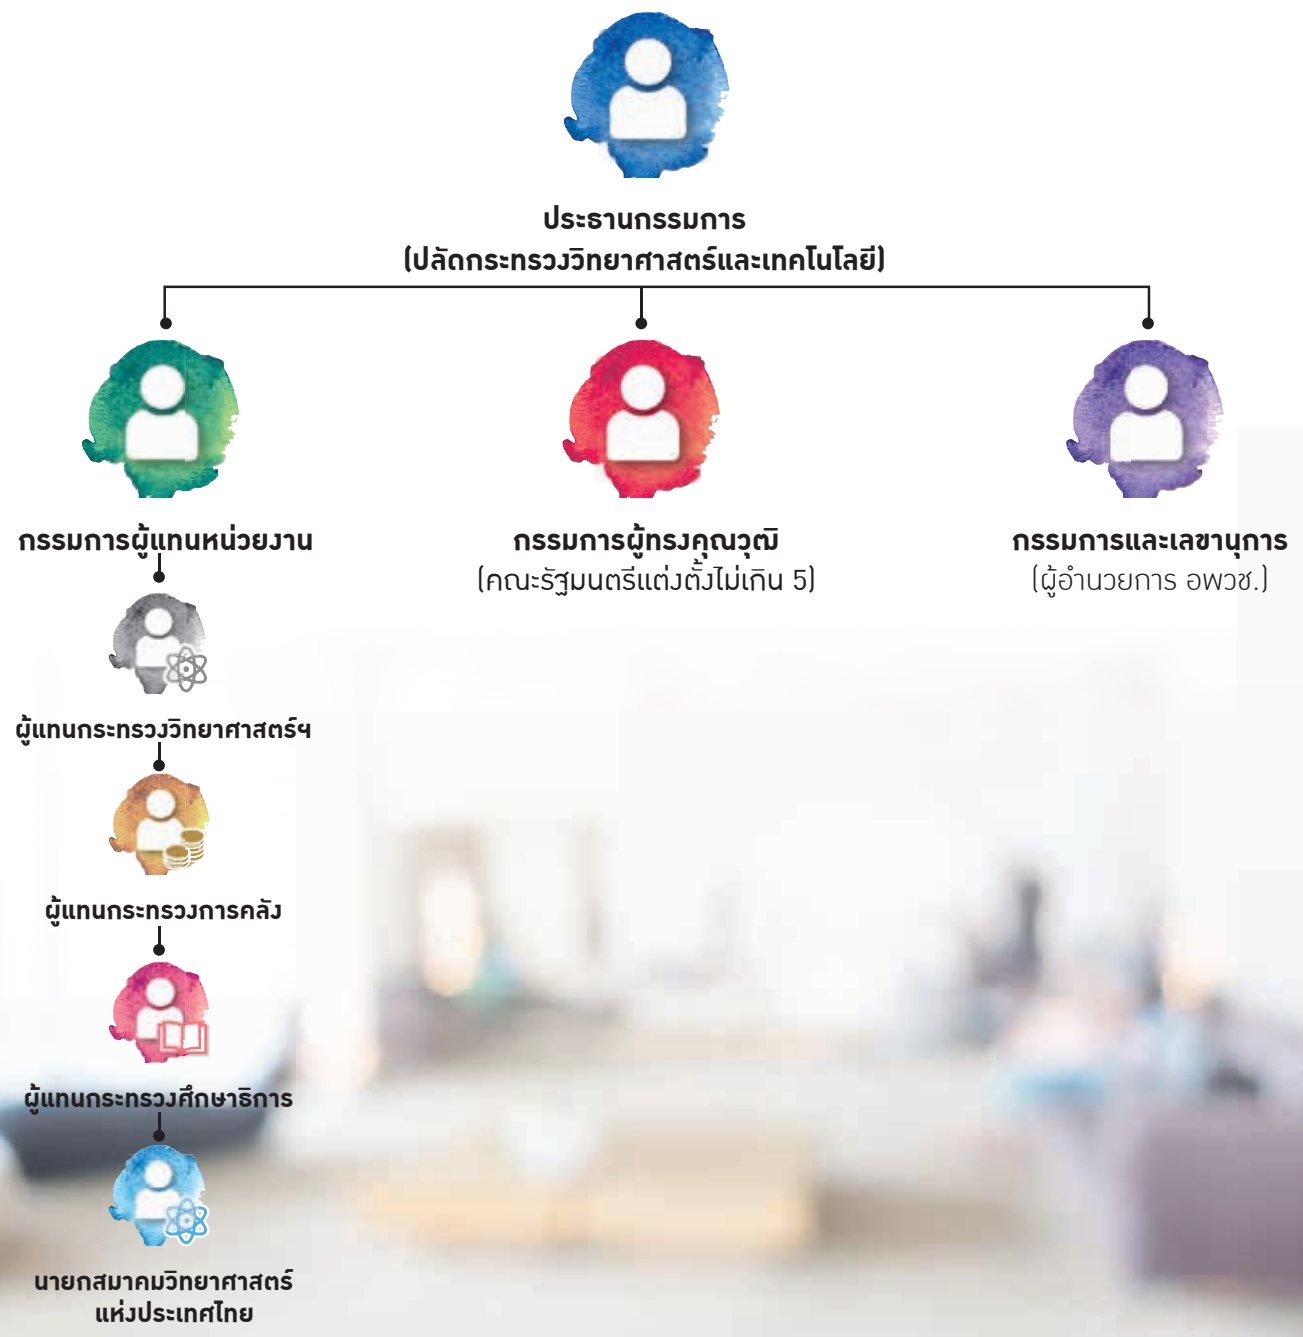 ประธานกรรมการ
(ปลัดกระทรวงวิทยาศาสตร์และเทคโนโลยี)
กรรมการผู้แทนหน่วยงาน
กรรมการผู้ทรงคุณวุฒิ
(คณะรัฐมนตรีแต่งตั้งไม่เกิน 5)
กรรมการและเลขานุการ
(ผู้อำนวยการ อพวช.)
ผู้แทนกระทรวงวิทยาศาสตร์ฯ
ผู้แทนกระทรวงการคลัง
ผู้แทนกระทรวงศึกษาธิการ
นายกสมาคมวิทยาศาสตร์
แห่งประเทศไทย